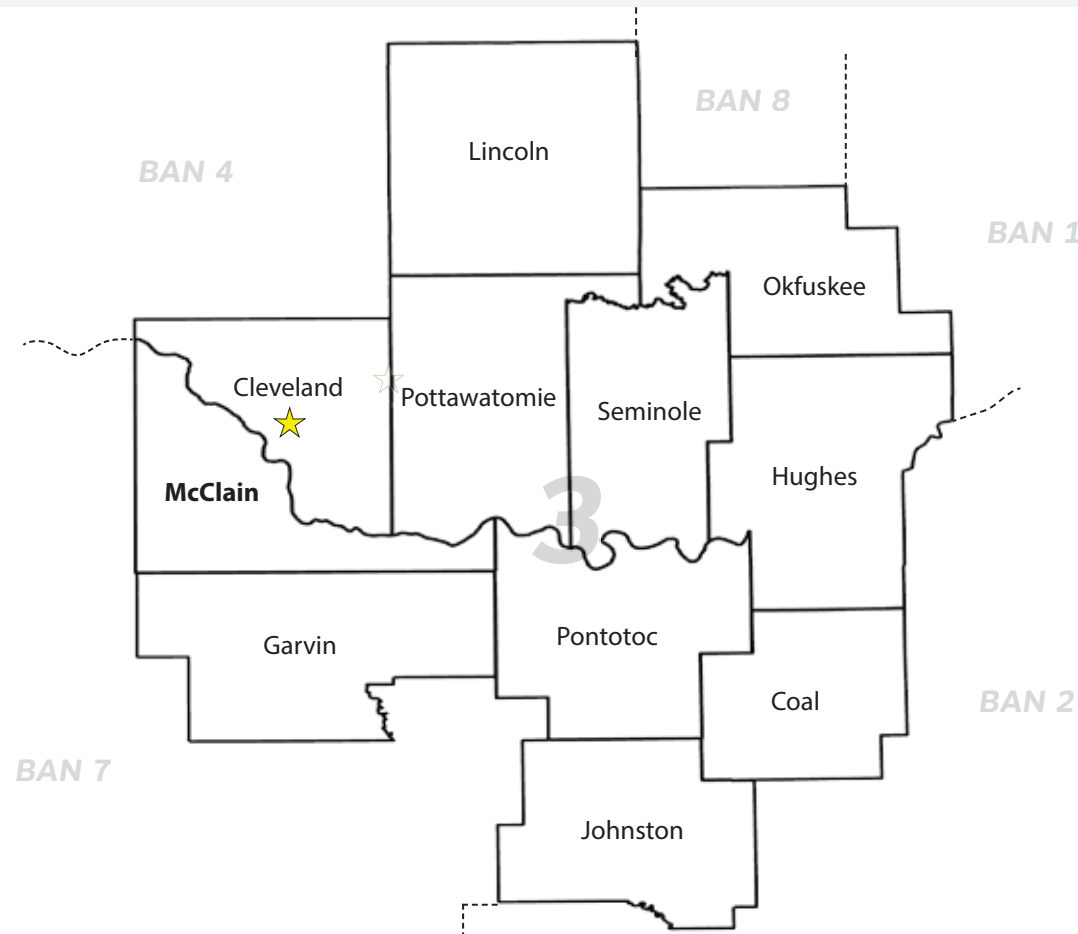 BAN 8
Lincoln
BAN 4
BAN 1
Okfuskee
Cleveland
Pottawatomie
Seminole
Hughes
McClain
3
Pontotoc
Garvin
Coal
BAN 2
BAN 7
Johnston